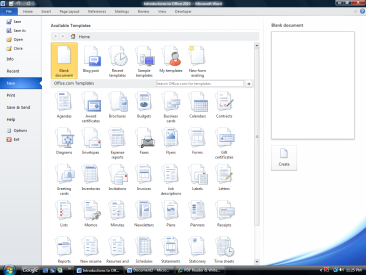 Introductions to Office 2010 - Microsoft Word
File Home Insert Page Layout References Mailings Review View Developer
Save
Save As
Open
Close
Info
Recent
New
Print
Save & Send
Help
Options
Exit
Available Templates
Home
Blank document
Blog post
Recent templates
Sample templates
My templates
New from existing
Office.com Templates
Search Office.com for templates
Agendas
Award certificates
Brochures
Budgets
Business cards
Calendars
Contracts
Diagrams
Envelopes
Expense reports
Faxes
Flyers
Forms
Gift certificates
Greeting cards
Inventories
Invitations
Invoices
Job descriptions
Labels
Letters
Lists
Memos
Minutes
Newsletters
Plans
Planners
Receipts
Reports
New resume
Resumes and
Schedules
Statements
Stationery
Time sheets
Blank document
Create
Introductions to Off...
Document2 - Micros...
PDF Reader & Write...
11:25 PM